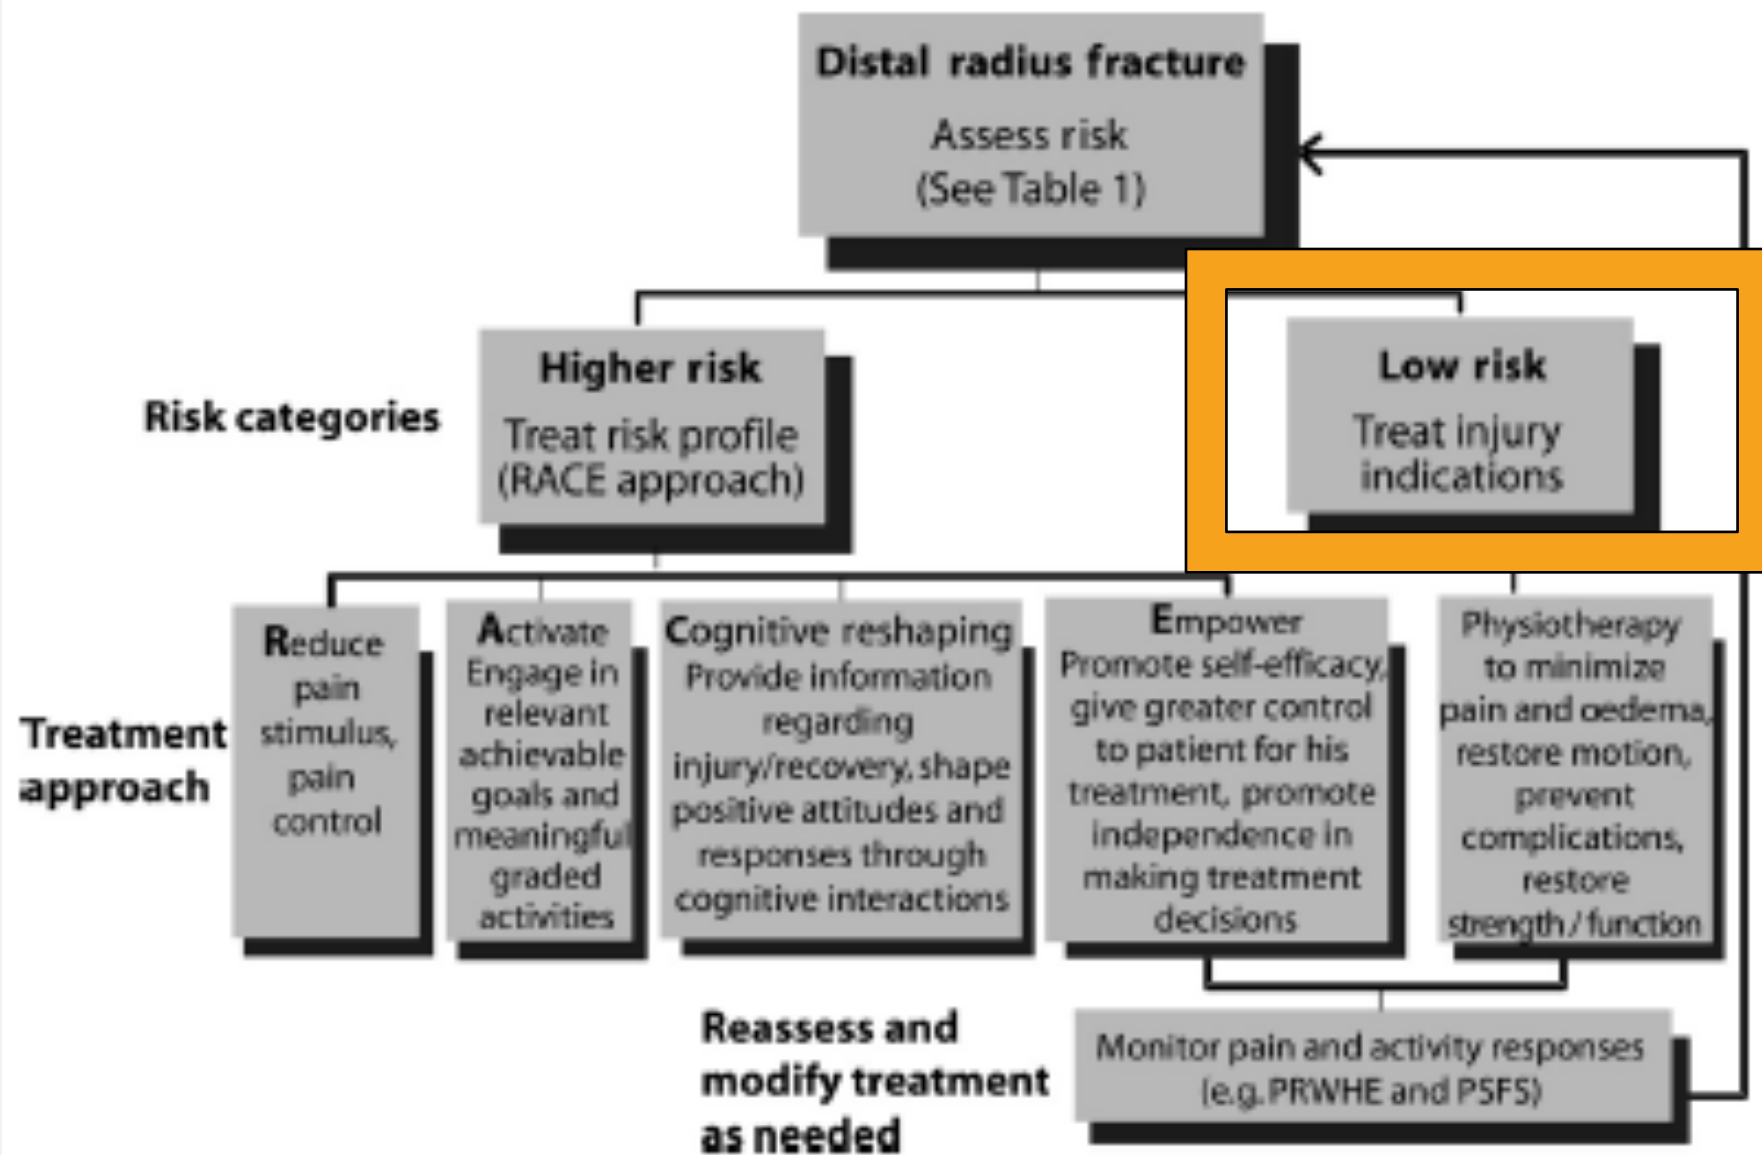 Distal radius fracture
Assess risk
(See Table 1)
Risk categories
Higher risk
Treat risk profile
(RACE approach)
Low risk
Treat injury
indications
Treatment
approach
Reduce
pain
stimulus,
pain
control
Activate
Engage in
relevant
achievable
goals and
meaningful
graded
activities
Cognitive reshaping
Provide information
regarding
injury/recovery, shape
positive attitudes and
responses through
cognitive interactions
Empower
Promote self-efficacy,
give greater control
to patient for his
treatment, promote
independence in
making treatment
decisions
Physiotherapy
to minimize
pain and oedema,
restore motion,
prevent
complications,
restore
strength / function
Reassess and
modify treatment
as needed
Monitor pain and activity responses
(e.g. PRWHE and PSFS)